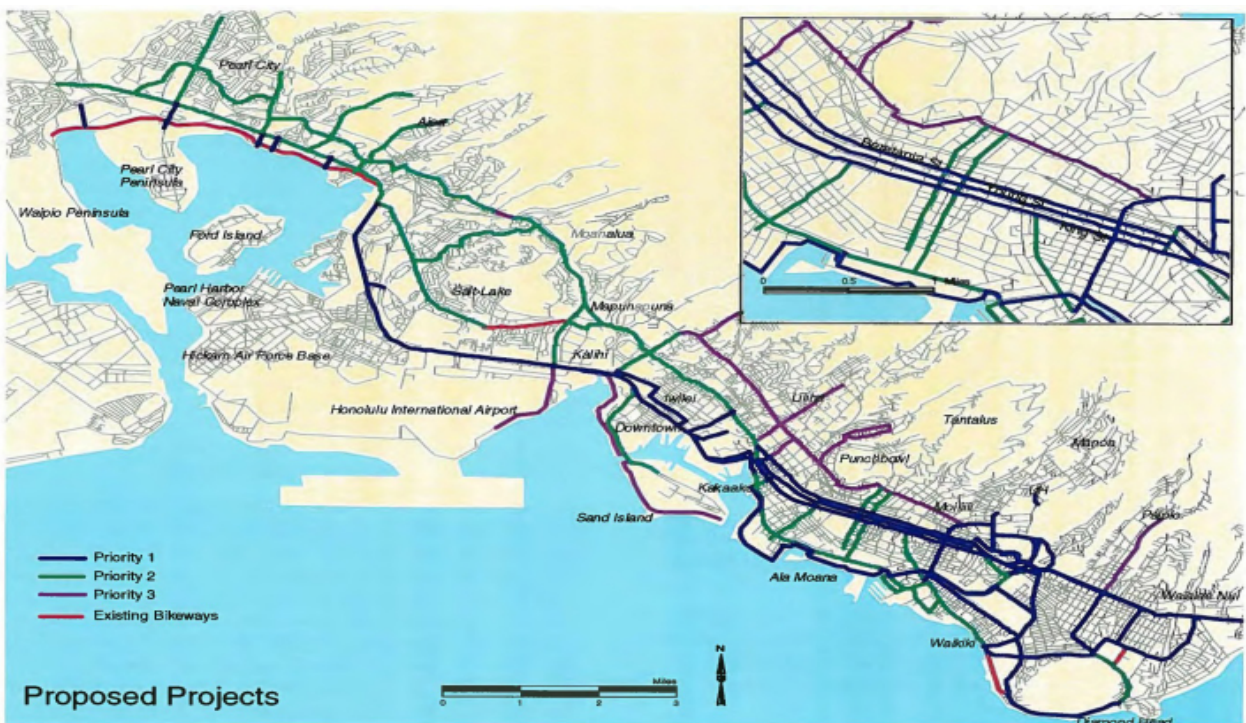 Pearl City
Aiea
Pearl City
Peninsula
Waipio Peninsula
Ford Island
Moanalua
Pearl Harbor
Naval Complex
Salt Lake
Mapunapuna
Hickam Air Force Base
Kalihi
Honolulu International Airport
Iwilei
Liliha
Downtown
Tantalus
Manoa
Punchbowl
Kakaako
Sand Island
Moiliili
UH
Palolo
Ala Moana
Waialae Nui
Waikiki
Diamond Head
Beretania St
Young St
King St
0 0.5 1
Miles
Priority 1
Priority 2
Priority 3
Existing Bikeways
Proposed Projects
N
Miles
0 1 2 3